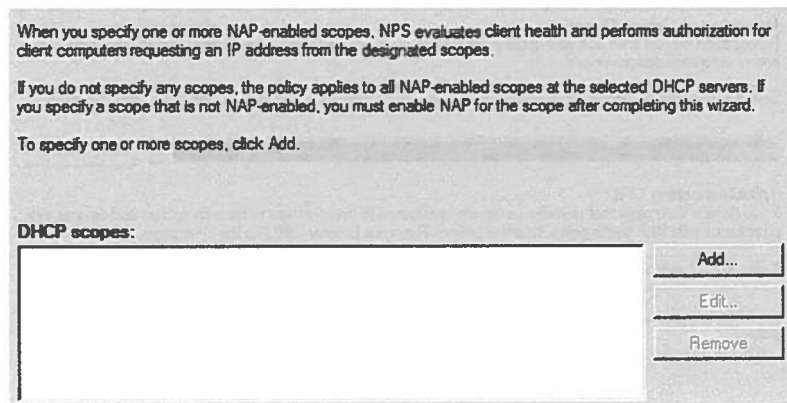 When you specify one or more NAP-enabled scopes, NPS evaluates client health and performs authorization for
client computers requesting an IP address from the designated scopes.
If you do not specify any scopes, the policy applies to all NAP-enabled scopes at the selected DHCP servers. If
you specify a scope that is not NAP-enabled, you must enable NAP for the scope after completing this wizard.
To specify one or more scopes, click Add.
DHCP scopes:
Add...
Edit...
Remove